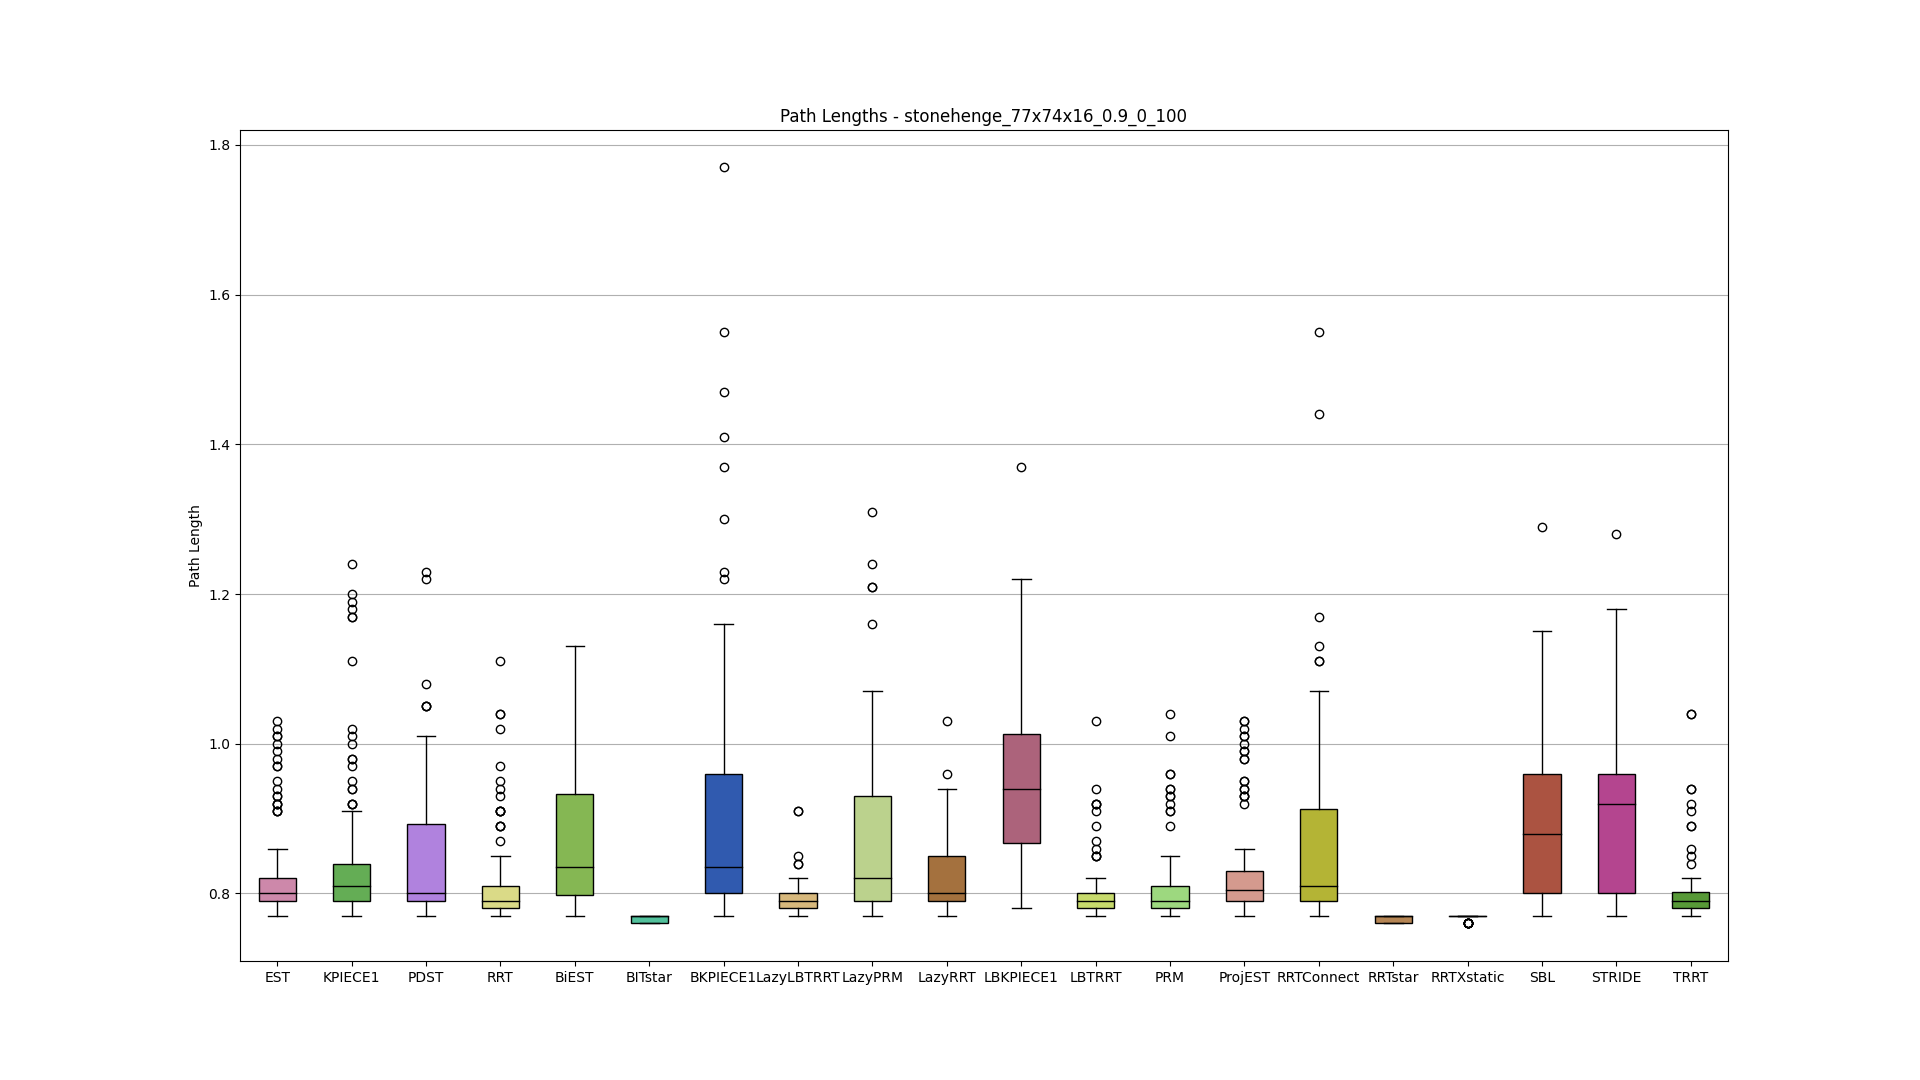 Path Lengths - stonehenge_77x74x16_0.9_0_100
Path Length
1.8
1.6
1.4
1.2
1.0
0.8
EST KPIECE1 PDST RRT BiEST BITstar BKPIECE1 LazyLBTRRT LazyPRM LazyRRT LBKPIECE1 LBTRRT PRM ProjEST RRTConnect RRTstar RRTXstatic SBL STRIDE TRRT